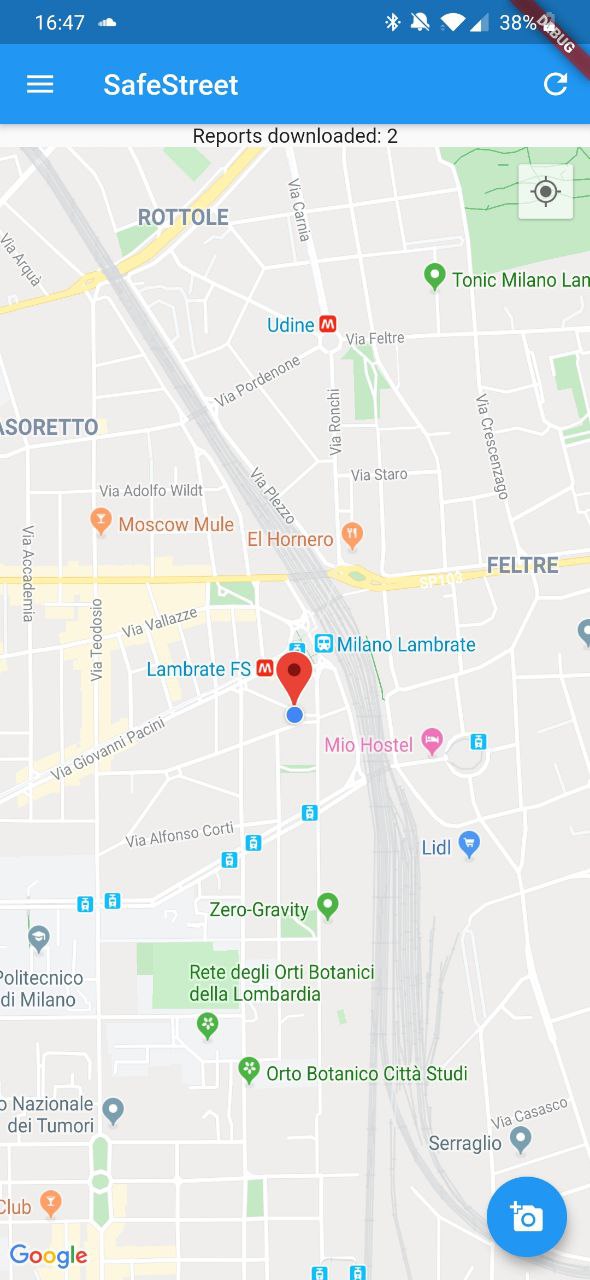 16:47
38%
DEBUG
SafeStreet
Reports downloaded: 2
Via Carnia
ROTTOLE
Via Arquà
Tonic Milano Lam
Udine M
Via Feltre
Via Pordenone
Via Ronchi
ASORETTO
Via Crescenzago
Via Staro
Via Plezzo
Via Adolfo Wildt
Moscow Mule
El Hornero
Via Accademia
FELTRE
SP103
Via Teodosio
Via Vallazze
Milano Lambrate
Lambrate FS M
Via Giovanni Pacini
Mio Hostel
Via Alfonso Corti
Lidl
Zero-Gravity
Politecnico
di Milano
Rete degli Orti Botanici
della Lombardia
Orto Botanico Città Studi
o Nazionale
dei Tumori
Via Casasco
Serraglio
Club
Google